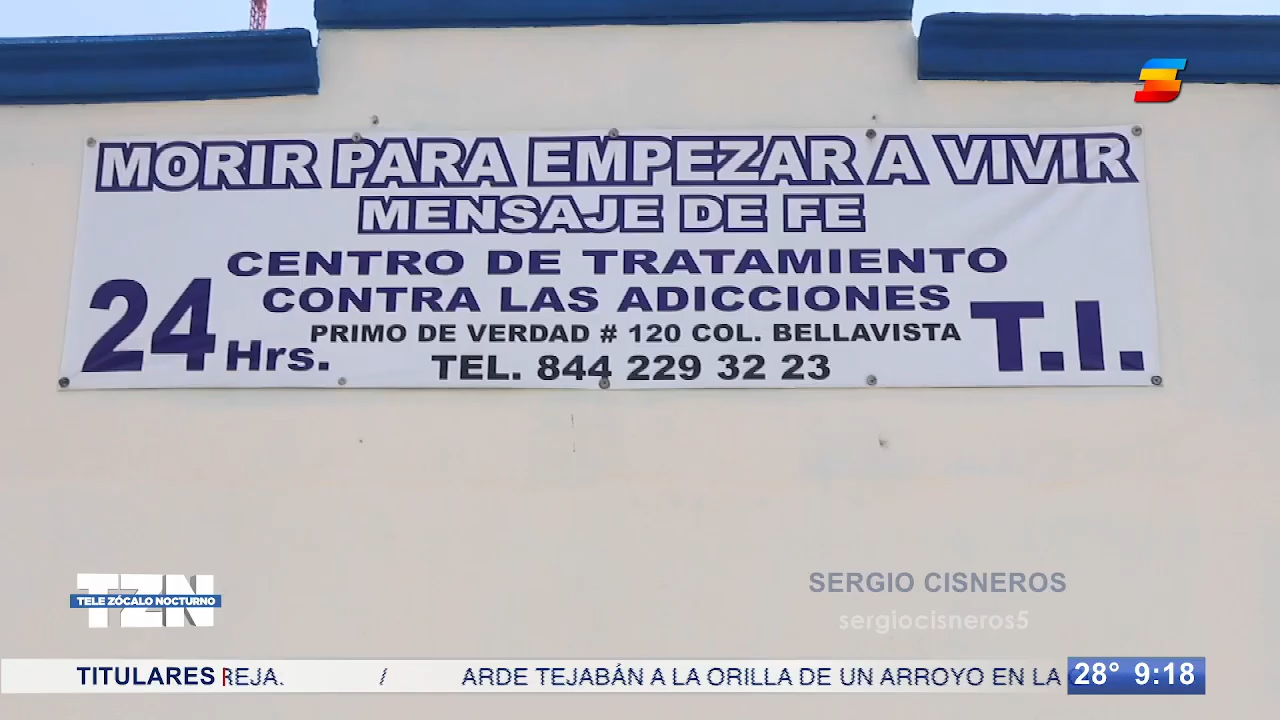 MORIR PARA EMPEZAR A VIVIR
MENSAJE DE FE
CENTRO DE TRATAMIENTO
CONTRA LAS ADICCIONES
24 Hrs.
PRIMO DE VERDAD # 120 COL. BELLAVISTA
T.I.
TEL. 844 229 32 23
TZN
TELE ZÓCALO NOCTURNO
SERGIO CISNEROS
sergiocisneros5
TITULARES REJA. / ARDE TEJABÁN A LA ORILLA DE UN ARROYO EN LA
28° 9:18